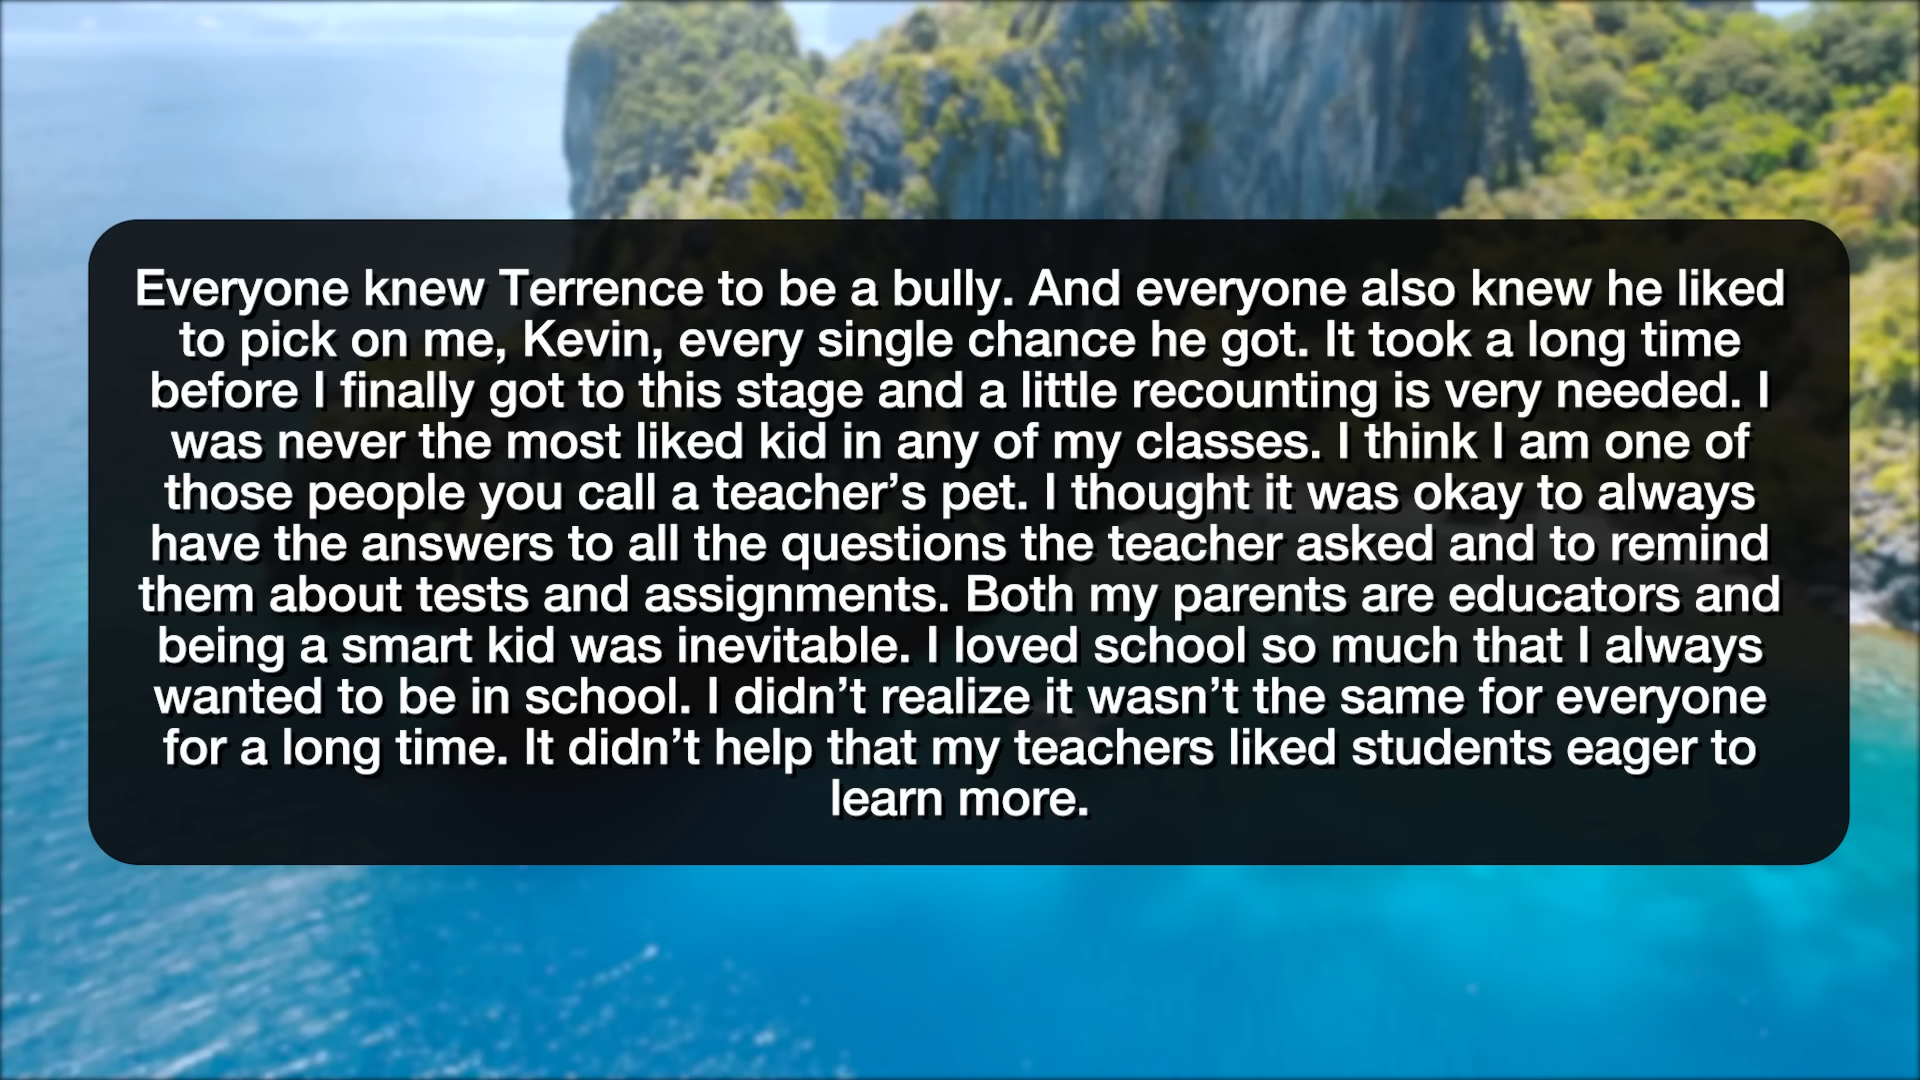 Everyone knew Terrence to be a bully. And everyone also knew he liked
to pick on me, Kevin, every single chance he got. It took a long time
before I finally got to this stage and a little recounting is very needed. I
was never the most liked kid in any of my classes. I think I am one of
those people you call a teacher’s pet. I thought it was okay to always
have the answers to all the questions the teacher asked and to remind
them about tests and assignments. Both my parents are educators and
being a smart kid was inevitable. I loved school so much that I always
wanted to be in school. I didn’t realize it wasn’t the same for everyone
for a long time. It didn’t help that my teachers liked students eager to
learn more.